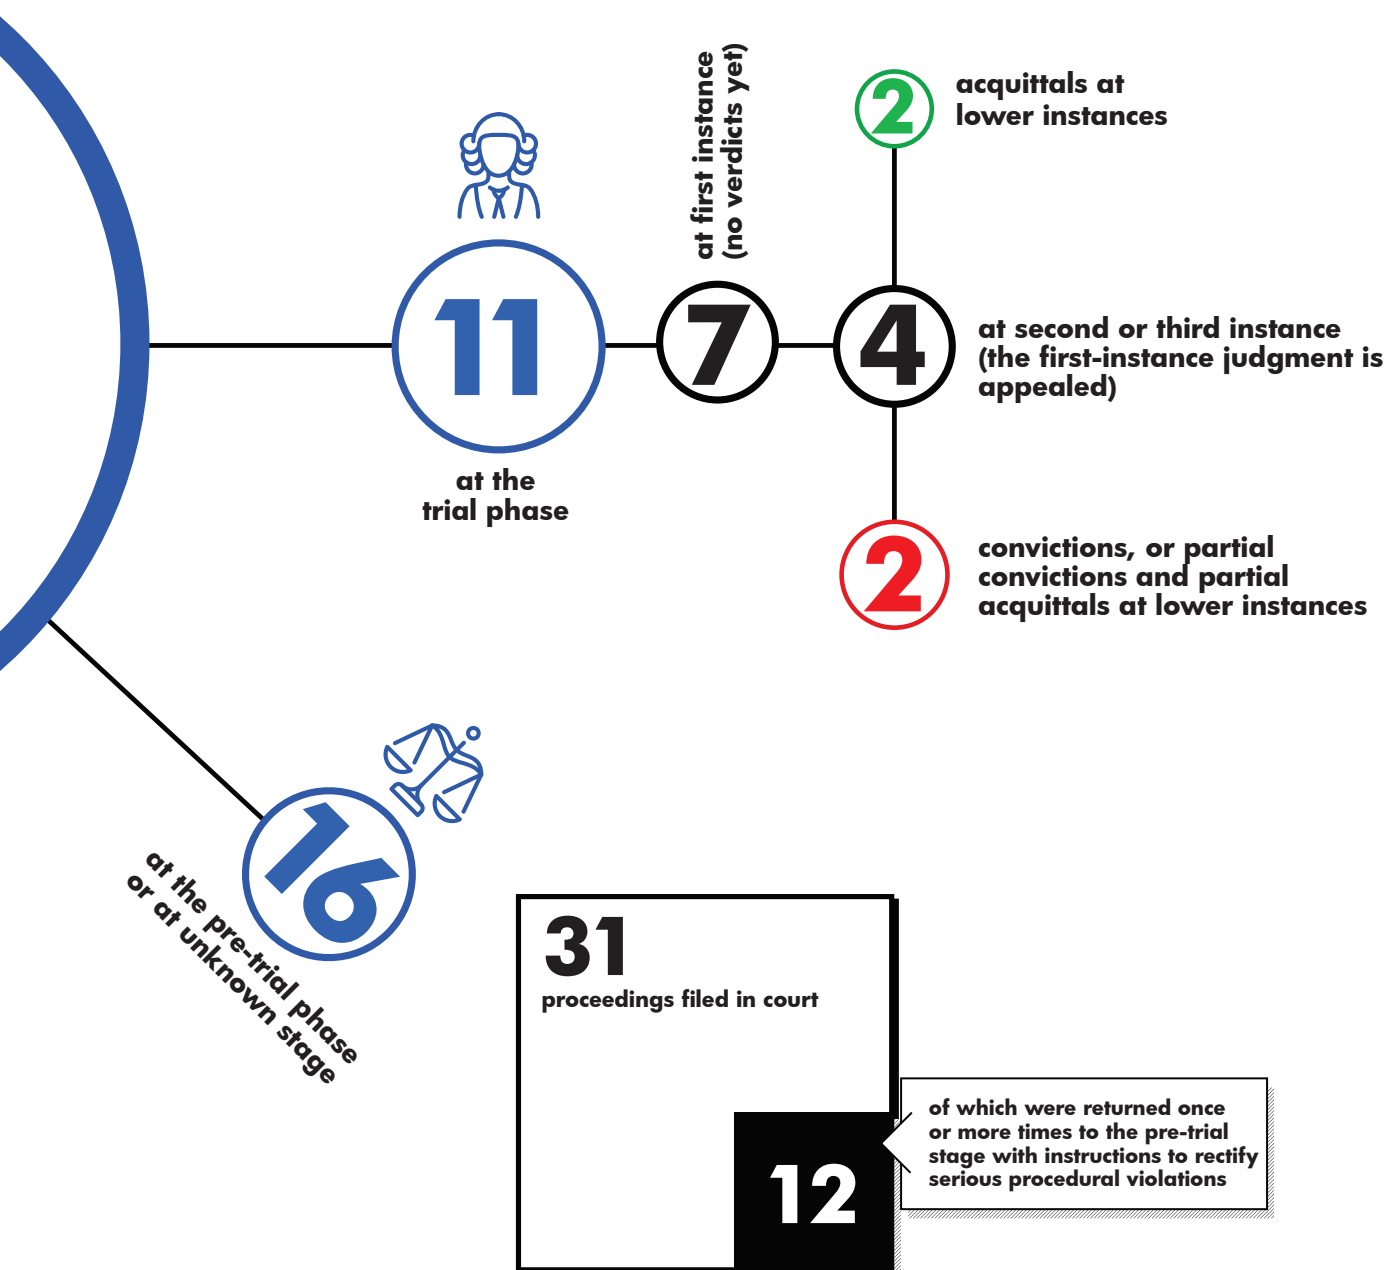 11
at the
trial phase
at first instance
(no verdicts yet)
7
2
acquittals at
lower instances
4
at second or third instance
(the first-instance judgment is
appealed)
2
convictions, or partial
convictions and partial
acquittals at lower instances
16
at the pre-trial phase
or at unknown stage
31
proceedings filed in court
12
of which were returned once
or more times to the pre-trial
stage with instructions to rectify
serious procedural violations